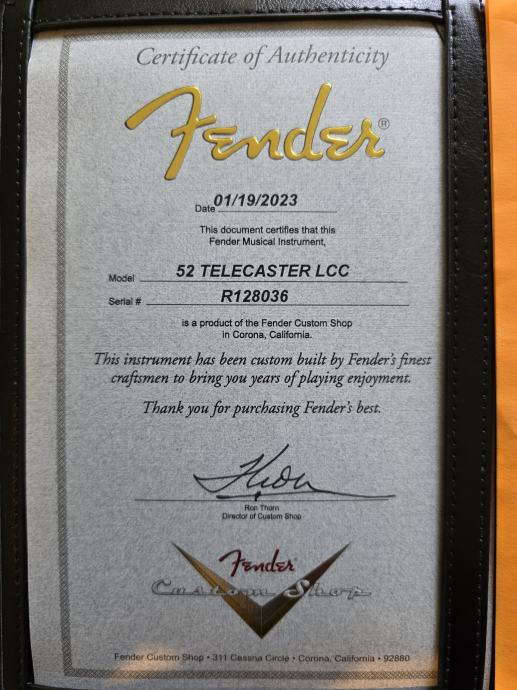 Certificate of Authenticity
Fender®
Date 01/19/2023
This document certifies that this
Fender Musical Instrument,
Model 52 TELECASTER LCC
Serial # R128036
is a product of the Fender Custom Shop
in Corona, California.
This instrument has been custom built by Fender's finest
craftsmen to bring you years of playing enjoyment.
Thank you for purchasing Fender's best.
Ron Thorn
Director of Custom Shop
Fender
Custom Shop
Fender Custom Shop • 311 Cessna Circle • Corona, California • 92880